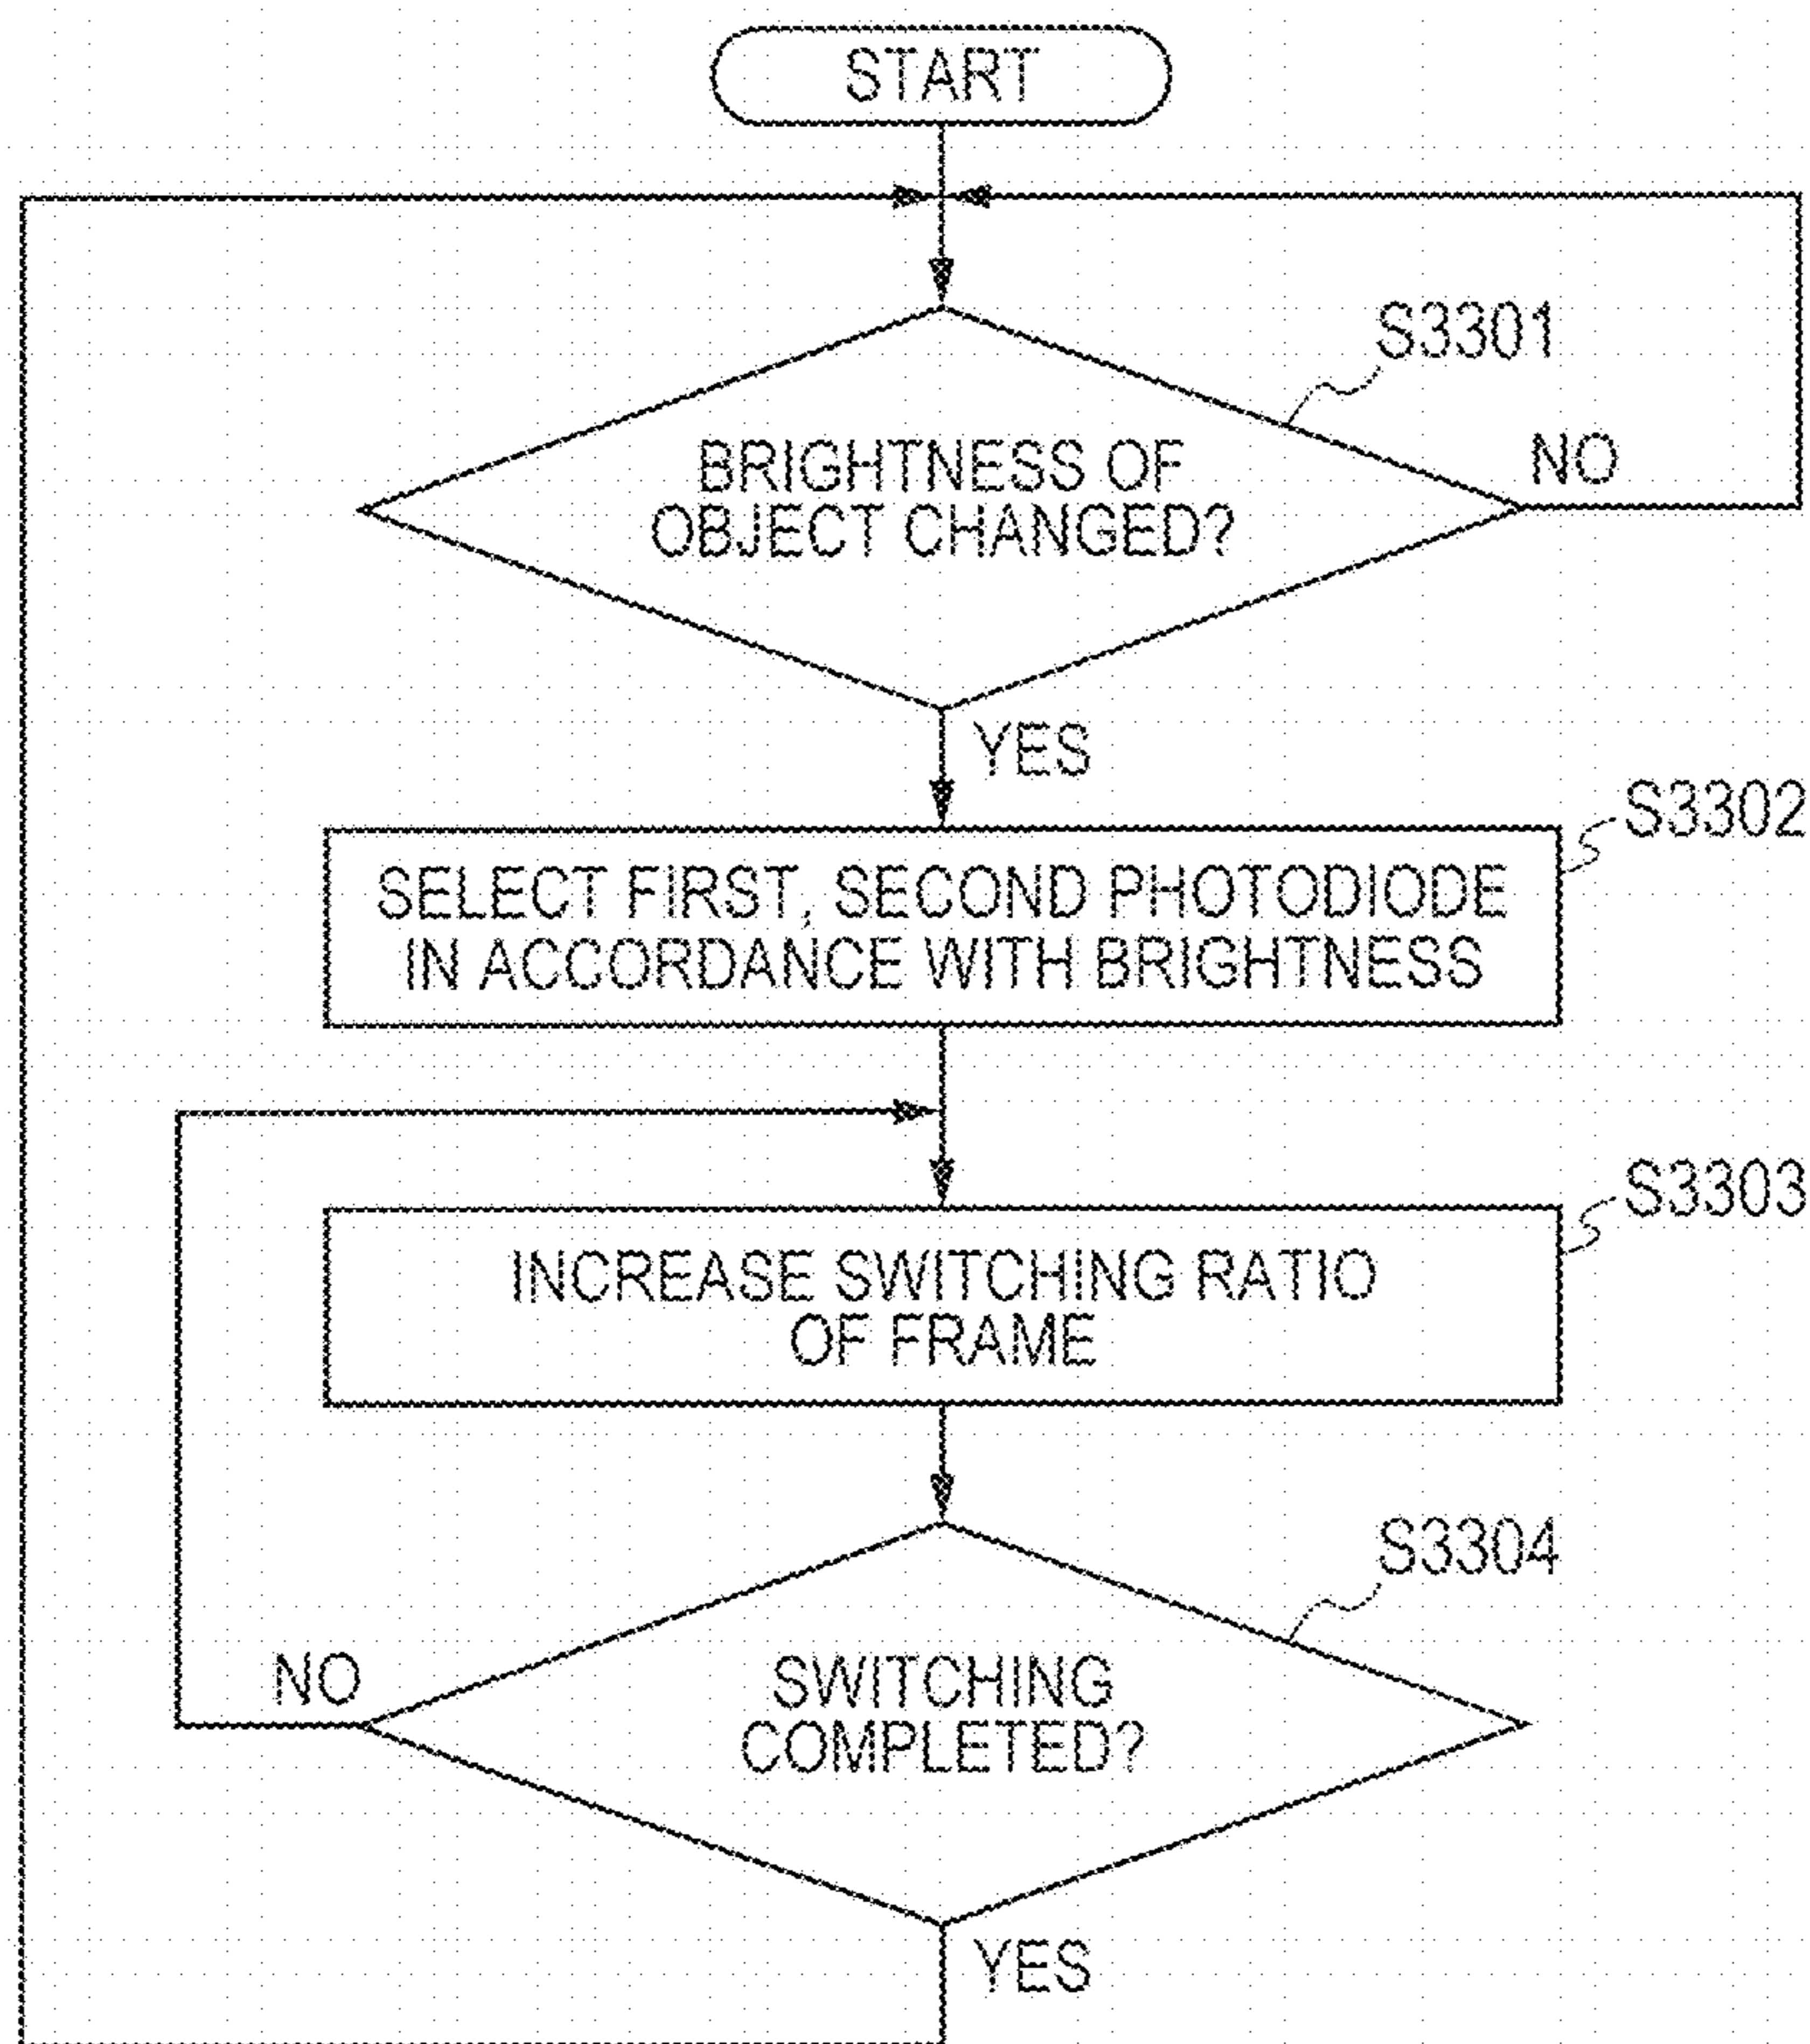 START
S3301
BRIGHTNESS OF
OBJECT CHANGED?
NO
YES
S3302
SELECT FIRST, SECOND PHOTODIODE
IN ACCORDANCE WITH BRIGHTNESS
S3303
INCREASE SWITCHING RATIO
OF FRAME
S3304
NO
SWITCHING
COMPLETED?
YES